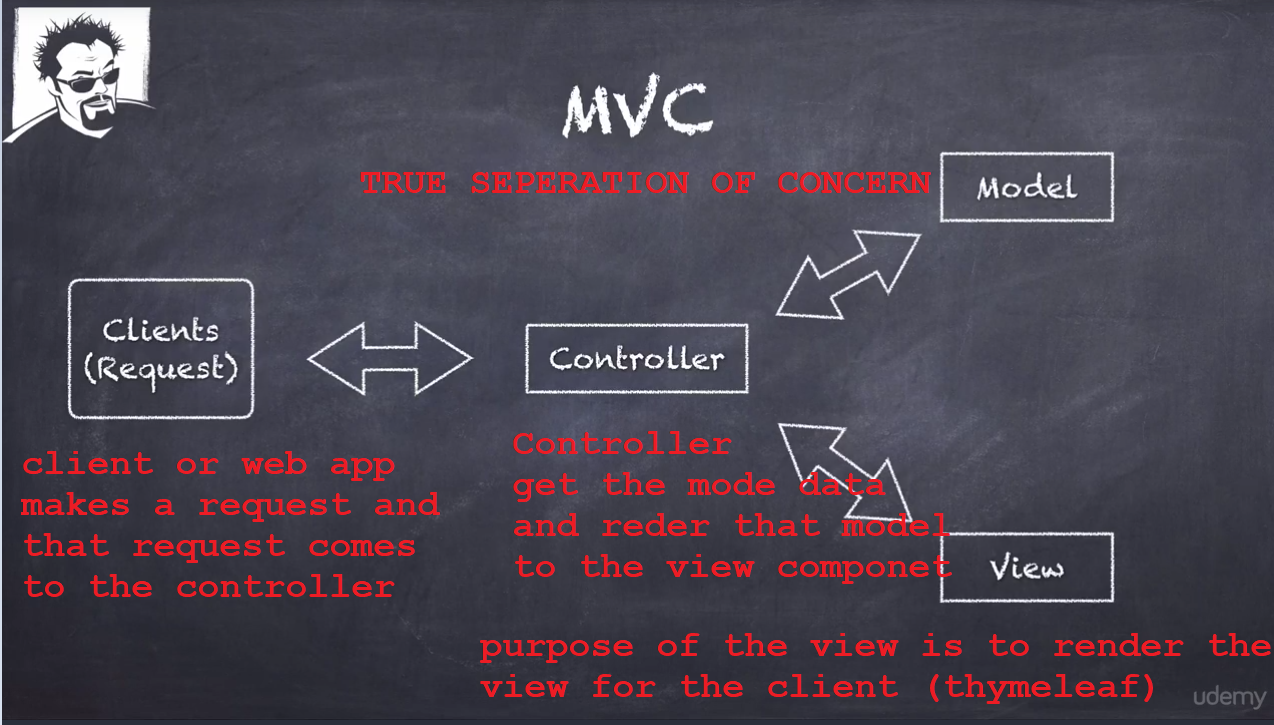 MVC
TRUE SEPERATION OF CONCERN
Model
Clients
(Request)
Controller
client or web app
makes a request and
that request comes
to the controller
Controller
get the mode data
and reder that model
to the view componet
View
purpose of the view is to render the
view for the client (thymeleaf)
udemy